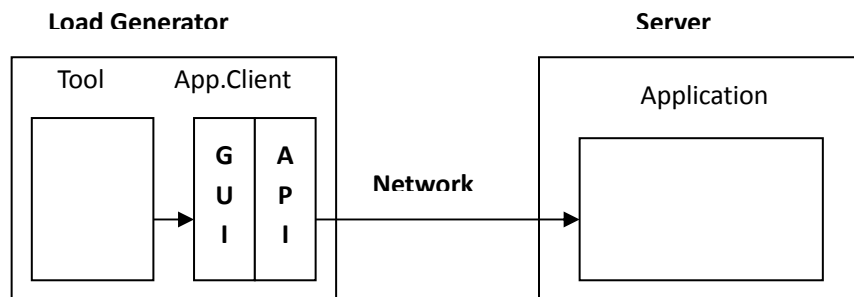 Load Generator
Server
Tool
App.Client
Application
G
U
I
A
P
I
Network